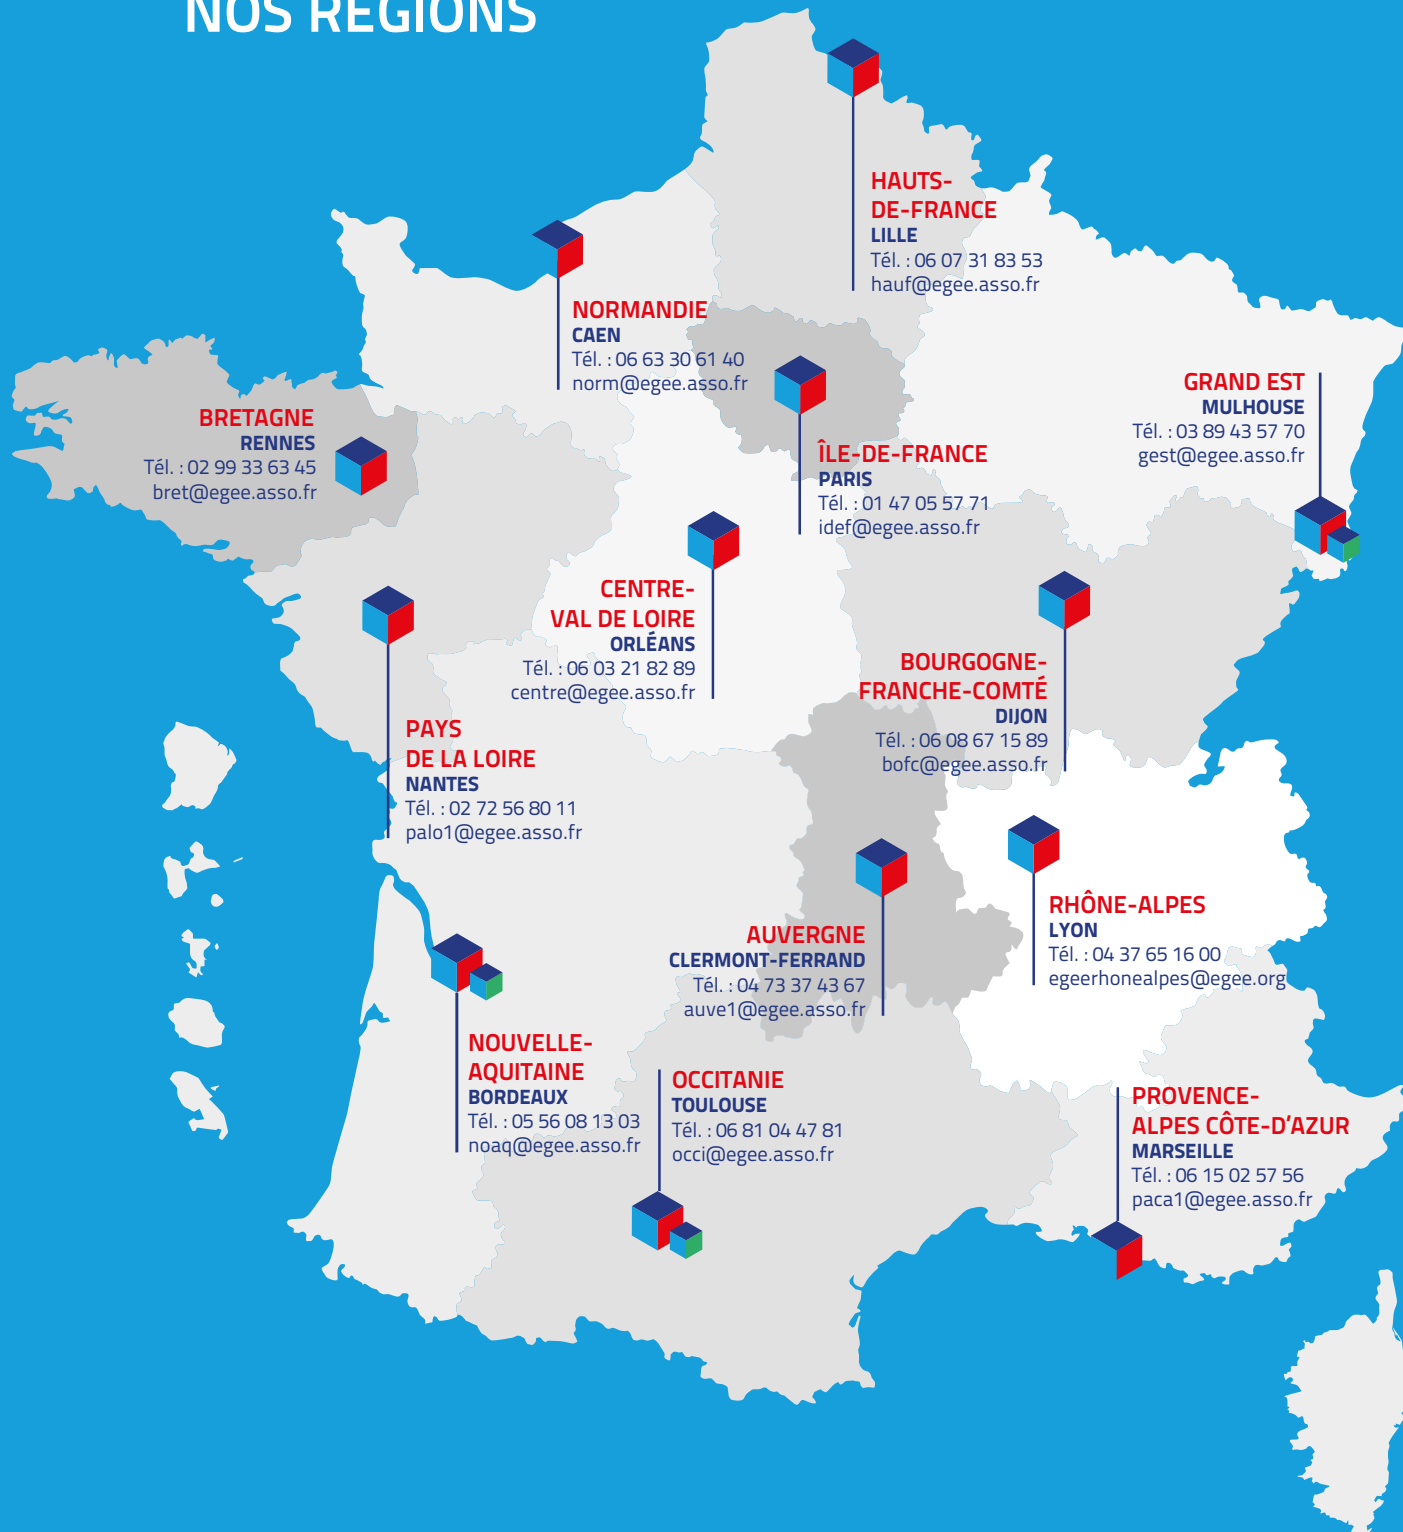 NOS RÉGIONS
HAUTS-
DE-FRANCE
LILLE
Tél. : 06 07 31 83 53
hauf@egee.asso.fr
NORMANDIE
CAEN
Tél. : 06 63 30 61 40
norm@egee.asso.fr
GRAND EST
MULHOUSE
Tél. : 03 89 43 57 70
gest@egee.asso.fr
BRETAGNE
RENNES
Tél. : 02 99 33 63 45
bret@egee.asso.fr
ÎLE-DE-FRANCE
PARIS
Tél. : 01 47 05 57 71
idef@egee.asso.fr
CENTRE-
VAL DE LOIRE
ORLÉANS
Tél. : 06 03 21 82 89
centre@egee.asso.fr
BOURGOGNE-
FRANCHE-COMTÉ
DIJON
Tél. : 06 08 67 15 89
bofc@egee.asso.fr
PAYS
DE LA LOIRE
NANTES
Tél. : 02 72 56 80 11
palo1@egee.asso.fr
RHÔNE-ALPES
LYON
Tél. : 04 37 65 16 00
egeerhonealpes@egee.org
AUVERGNE
CLERMONT-FERRAND
Tél. : 04 73 37 43 67
auve1@egee.asso.fr
NOUVELLE-
AQUITAINE
BORDEAUX
Tél. : 05 56 08 13 03
noaq@egee.asso.fr
OCCITANIE
TOULOUSE
Tél. : 06 81 04 47 81
occi@egee.asso.fr
PROVENCE-
ALPES CÔTE-D’AZUR
MARSEILLE
Tél. : 06 15 02 57 56
paca1@egee.asso.fr